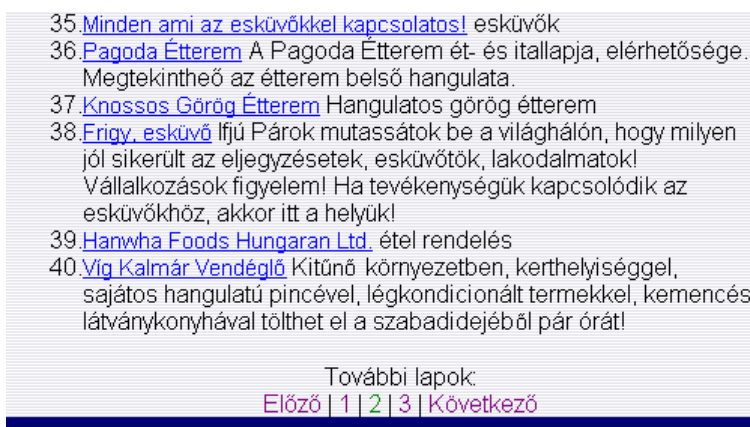 35.Minden ami az esküvőkkel kapcsolatos! esküvők
36.Pagoda Étterem A Pagoda Étterem ét- és itallapja, elérhetősége.
Megtekintheő az étterem belső hangulata.
37.Knossos Görög Étterem Hangulatos görög étterem
38.Frigy, esküvő Ifjú Párok mutassátok be a világhálón, hogy milyen
jól sikerült az eljegyzésetek, esküvőtök, lakodalmatok!
Vállalkozások figyelem! Ha tevékenységük kapcsolódik az
esküvőkhöz, akkor itt a helyük!
39.Hanwha Foods Hungaran Ltd. étel rendelés
40.Víg Kalmár Vendéglő Kitűnő környezetben, kerthelyiséggel,
sajátos hangulatú pincével, légkondicionált termekkel, kemencés
látványkonyhával tölthet el a szabadidejéből pár órát!
További lapok:
Előző | 1 | 2 | 3 | Következő